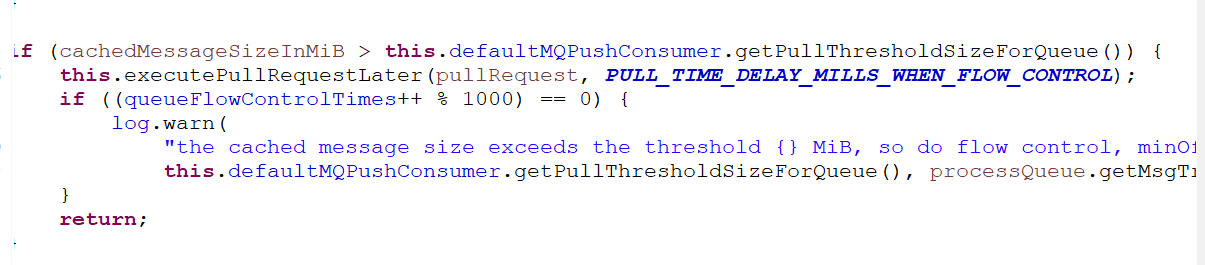 if (cachedMessageSizeInMiB > this.defaultMQPushConsumer.getPullThresholdSizeForQueue()) {
this.executePullRequestLater(pullRequest, PULL_TIME_DELAY_MILLS_WHEN_FLOW_CONTROL);
if ((queueFlowControlTimes++ % 1000) == 0) {
log.warn(
"the cached message size exceeds the threshold {} MiB, so do flow control, minOf
this.defaultMQPushConsumer.getPullThresholdSizeForQueue(), processQueue.getMsgTr
}
return;